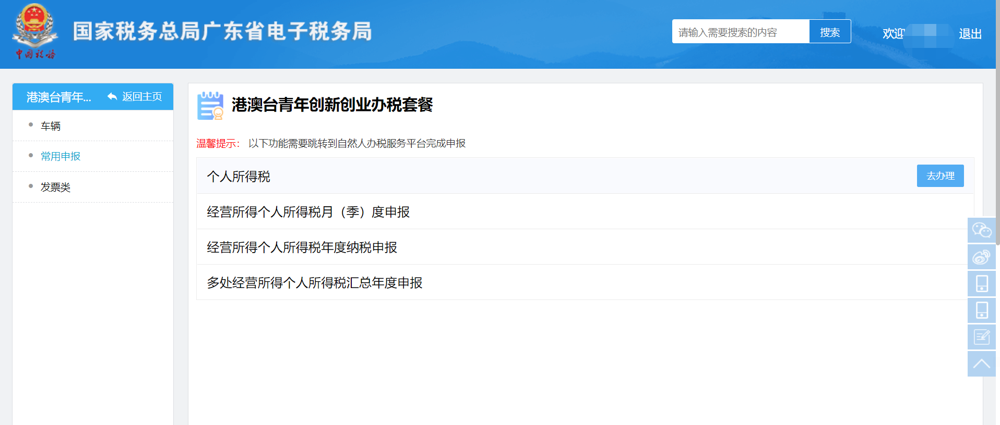 国家税务总局广东省电子税务局
中国税务
请输入需要搜索的内容
搜索
欢迎
退出
港澳台青年...
返回主页
车辆
常用申报
发票类
港澳台青年创新创业办税套餐
温馨提示： 以下功能需要跳转到自然人办税服务平台完成申报
个人所得税
去办理
经营所得个人所得税月（季）度申报
经营所得个人所得税年度纳税申报
多处经营所得个人所得税汇总年度申报